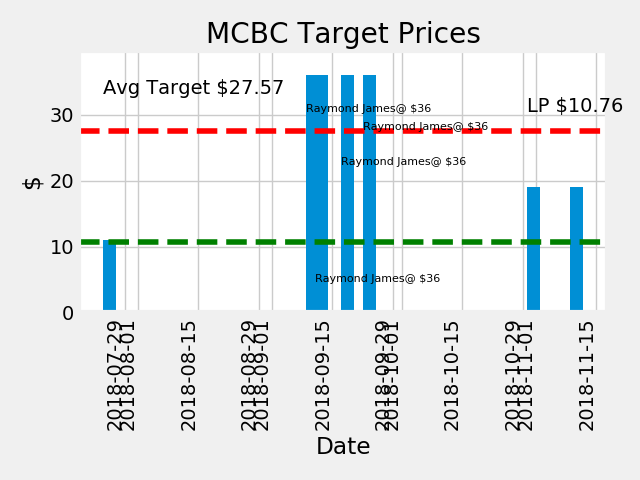 MCBC Target Prices
Avg Target $27.57
LP $10.76
Raymond James@ $36
Raymond James@ $36
Raymond James@ $36
Raymond James@ $36
$
30
20
10
0
2018-07-29
2018-08-01
2018-08-15
2018-08-29
2018-09-01
2018-09-15
2018-09-29
2018-10-01
2018-10-15
2018-10-29
2018-11-01
2018-11-15
Date